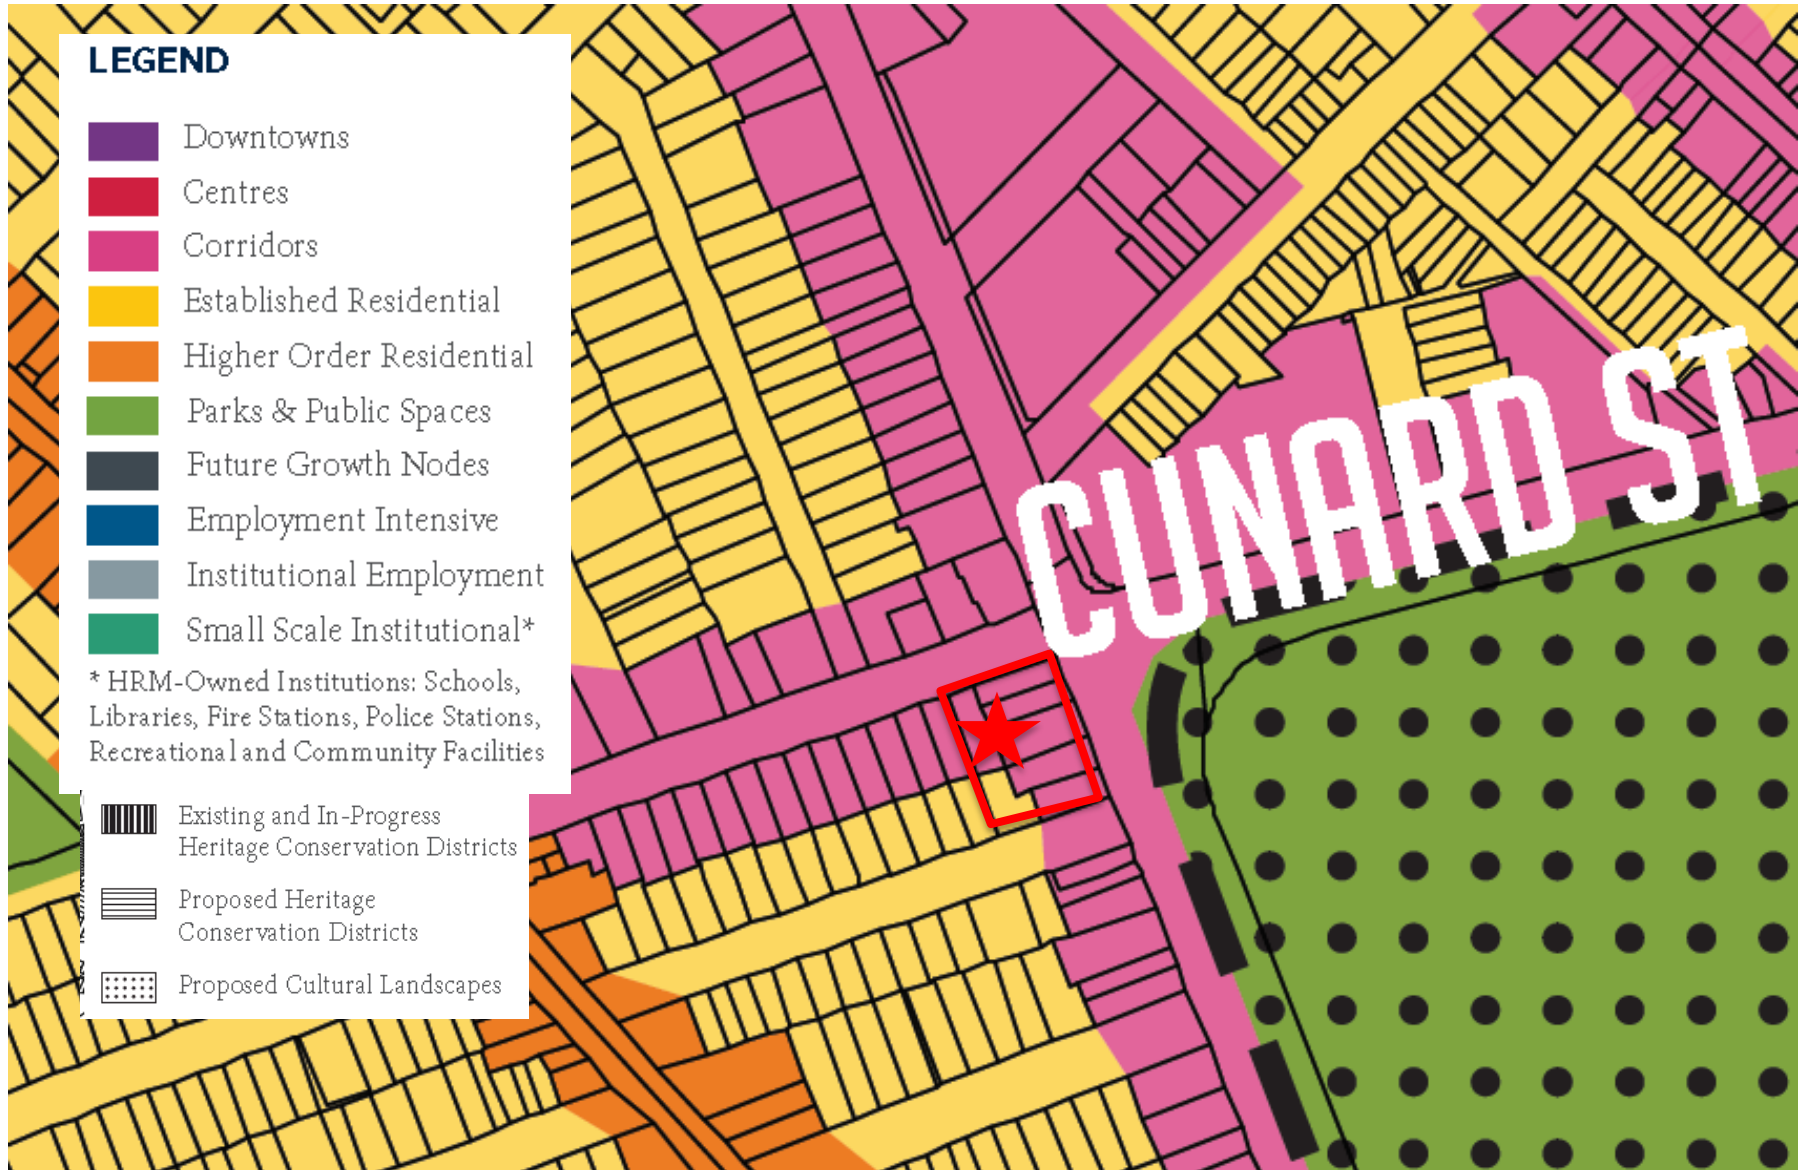 LEGEND
Downtowns
Centres
Corridors
Established Residential
Higher Order Residential
Parks & Public Spaces
Future Growth Nodes
Employment Intensive
Institutional Employment
Small Scale Institutional*
* HRM-Owned Institutions: Schools,
Libraries, Fire Stations, Police Stations,
Recreational and Community Facilities
Existing and In-Progress
Heritage Conservation Districts
Proposed Heritage
Conservation Districts
Proposed Cultural Landscapes
CUNARD ST